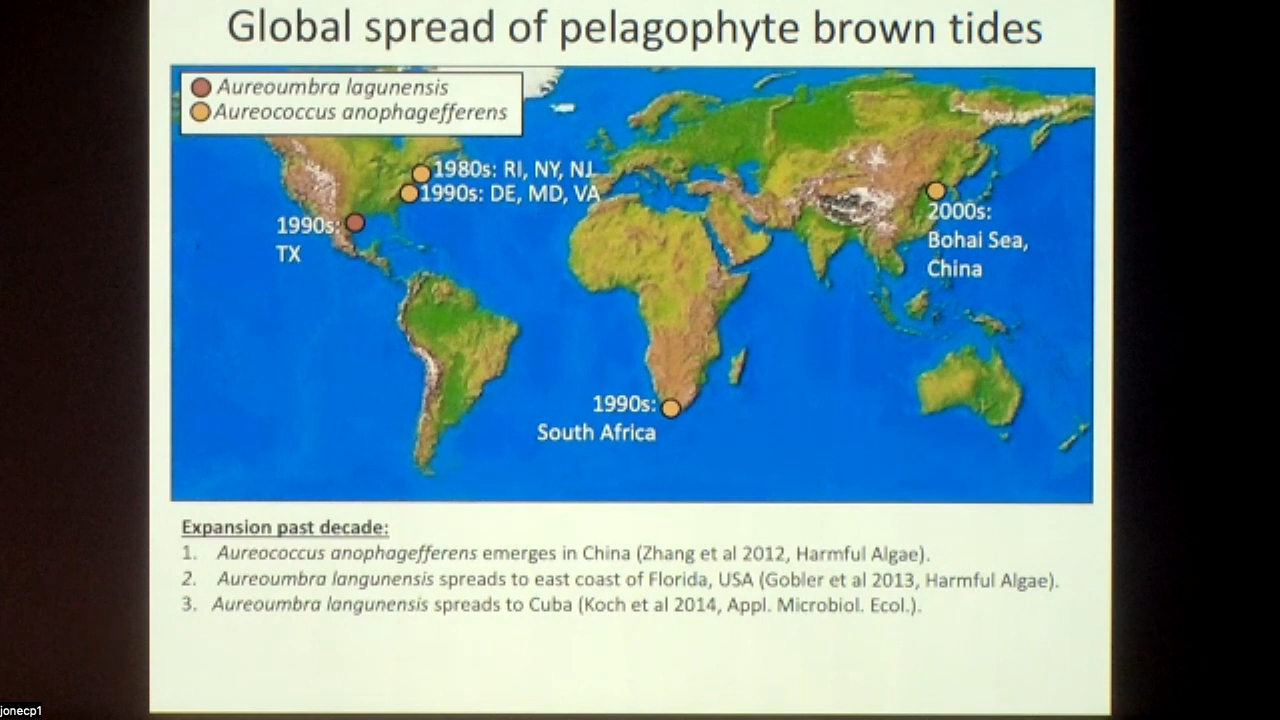 Global spread of pelagophyte brown tides
Aureoumbra lagunensis
Aureococcus anophagefferens
1980s: RI, NY, NJ
1990s: DE, MD, VA
1990s:
TX
2000s:
Bohai Sea,
China
1990s:
South Africa
Expansion past decade:
1. Aureococcus anophagefferens emerges in China (Zhang et al 2012, Harmful Algae).
2. Aureoumbra langunensis spreads to east coast of Florida, USA (Gobler et al 2013, Harmful Algae).
3. Aureoumbra langunensis spreads to Cuba (Koch et al 2014, Appl. Microbiol. Ecol.).
jonecp1